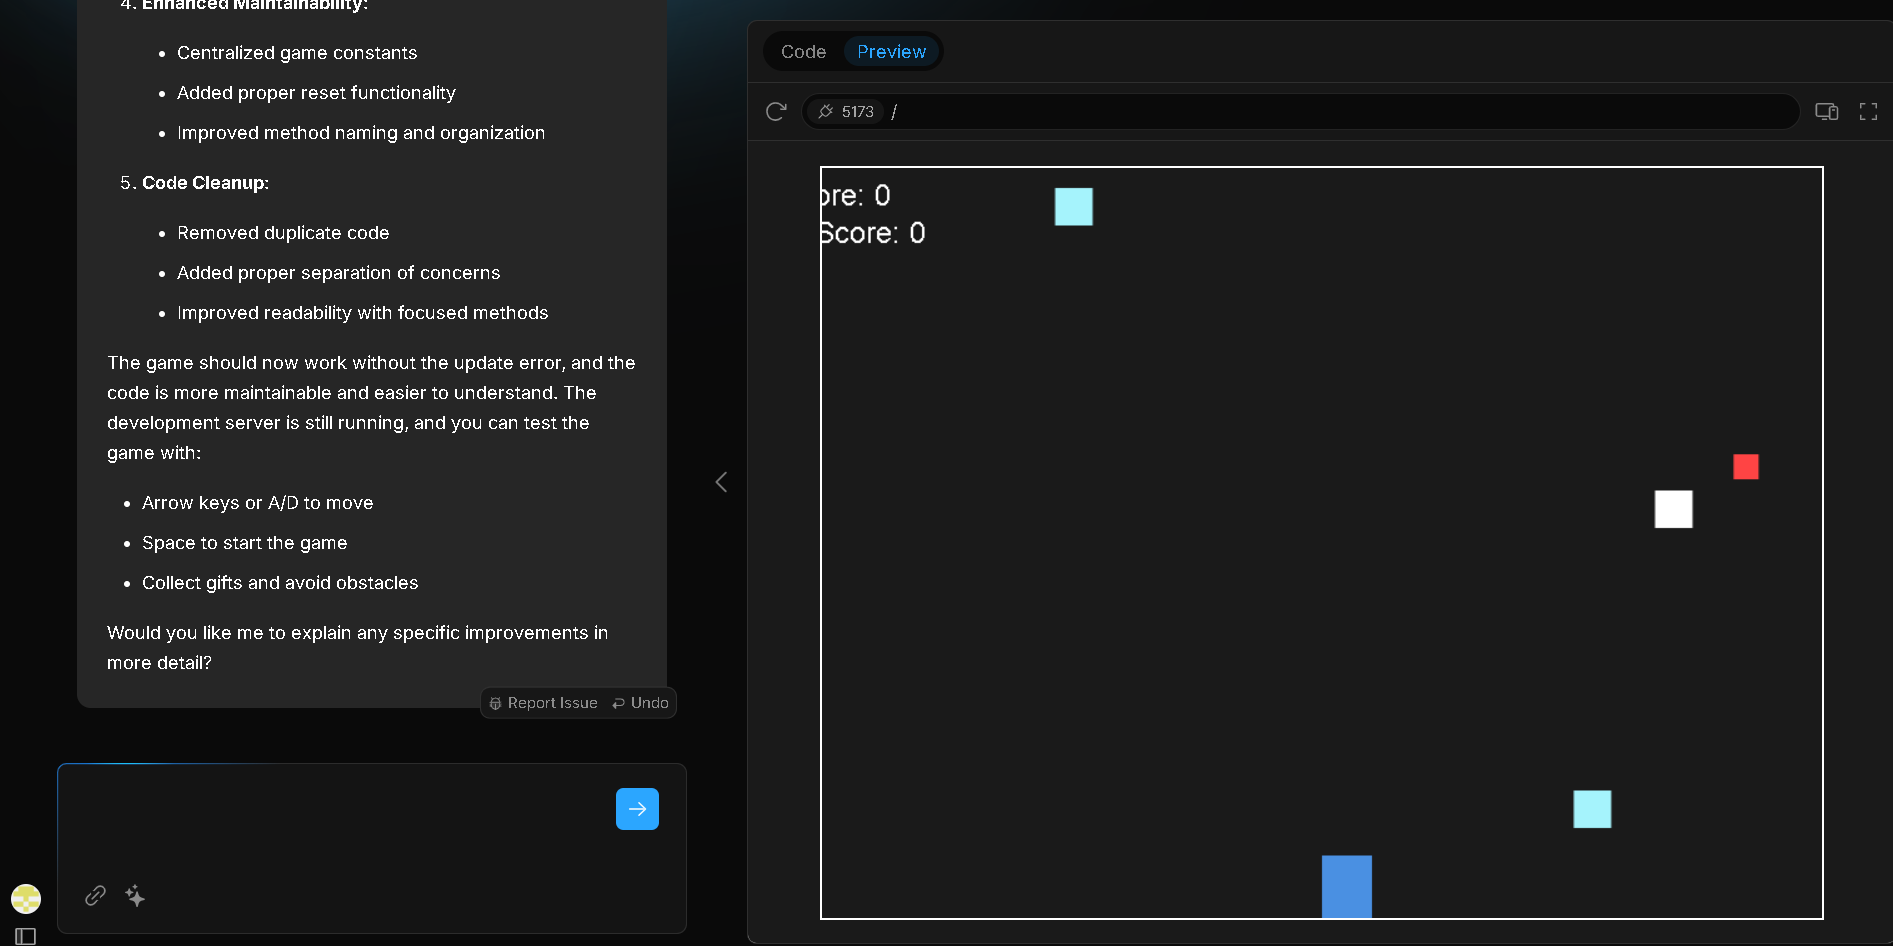 4. Enhanced Maintainability:
• Centralized game constants
• Added proper reset functionality
• Improved method naming and organization
5. Code Cleanup:
• Removed duplicate code
• Added proper separation of concerns
• Improved readability with focused methods
The game should now work without the update error, and the
code is more maintainable and easier to understand. The
development server is still running, and you can test the
game with:
• Arrow keys or A/D to move
• Space to start the game
• Collect gifts and avoid obstacles
Would you like me to explain any specific improvements in
more detail?
Report Issue Undo
Code Preview
5173 /
ore: 0
Score: 0